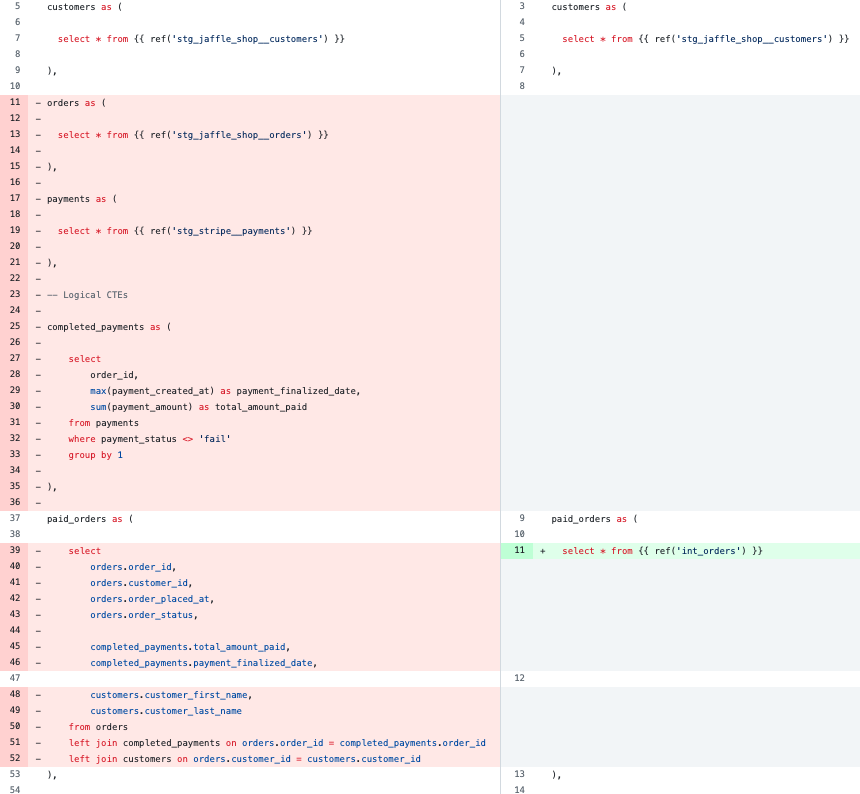 5 customers as (
6
7 select * from {{ ref('stg_jaffle_shop__customers') }}
8
9 ),
10
11 - orders as (
12 -
13 - select * from {{ ref('stg_jaffle_shop__orders') }}
14 -
15 - ),
16 -
17 - payments as (
18 -
19 - select * from {{ ref('stg_stripe__payments') }}
20 -
21 - ),
22 -
23 - -- Logical CTEs
24 -
25 - completed_payments as (
26 -
27 - select
28 - order_id,
29 - max(payment_created_at) as payment_finalized_date,
30 - sum(payment_amount) as total_amount_paid
31 - from payments
32 - where payment_status <> 'fail'
33 - group by 1
34 -
35 - ),
36 -
37 paid_orders as (
38
39 - select
40 - orders.order_id,
41 - orders.customer_id,
42 - orders.order_placed_at,
43 - orders.order_status,
44 -
45 - completed_payments.total_amount_paid,
46 - completed_payments.payment_finalized_date,
47
48 - customers.customer_first_name,
49 - customers.customer_last_name
50 - from orders
51 - left join completed_payments on orders.order_id = completed_payments.order_id
52 - left join customers on orders.customer_id = customers.customer_id
53 ),
54
3 customers as (
4
5 select * from {{ ref('stg_jaffle_shop__customers') }}
6
7 ),
8
9 paid_orders as (
10
11 + select * from {{ ref('int_orders') }}
12
13 ),
14